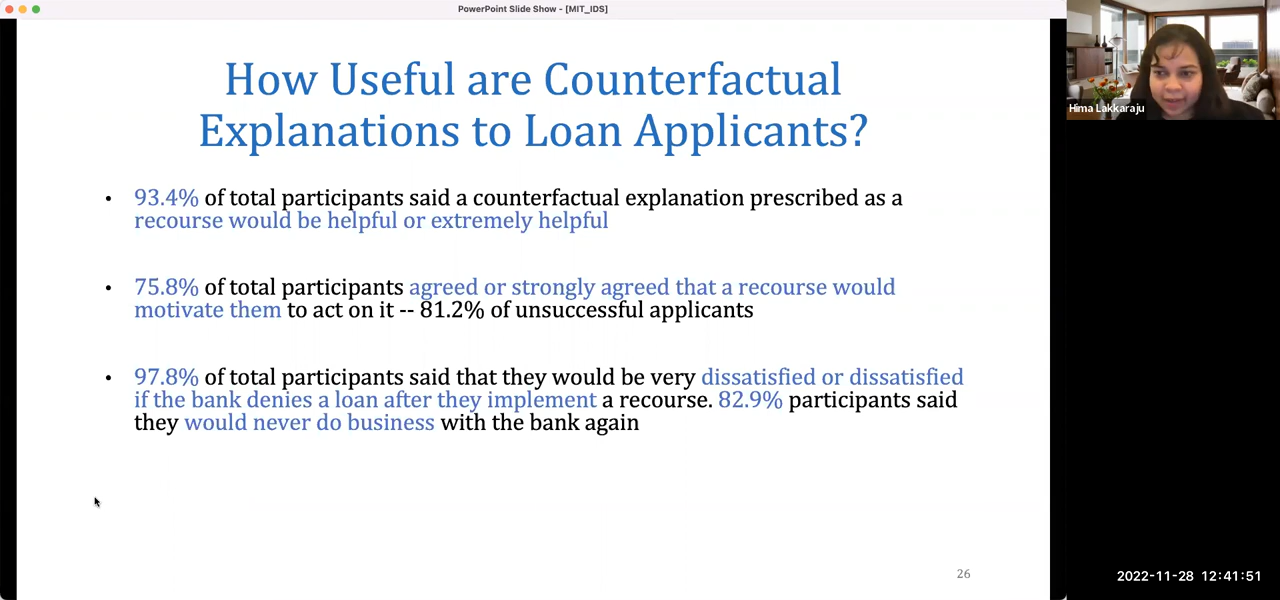 PowerPoint Slide Show - [MIT_IDS]
How Useful are Counterfactual
Explanations to Loan Applicants?
• 93.4% of total participants said a counterfactual explanation prescribed as a
recourse would be helpful or extremely helpful
• 75.8% of total participants agreed or strongly agreed that a recourse would
motivate them to act on it -- 81.2% of unsuccessful applicants
• 97.8% of total participants said that they would be very dissatisfied or dissatisfied
if the bank denies a loan after they implement a recourse. 82.9% participants said
they would never do business with the bank again
26
Hima Lakkaraju
2022-11-28 12:41:51